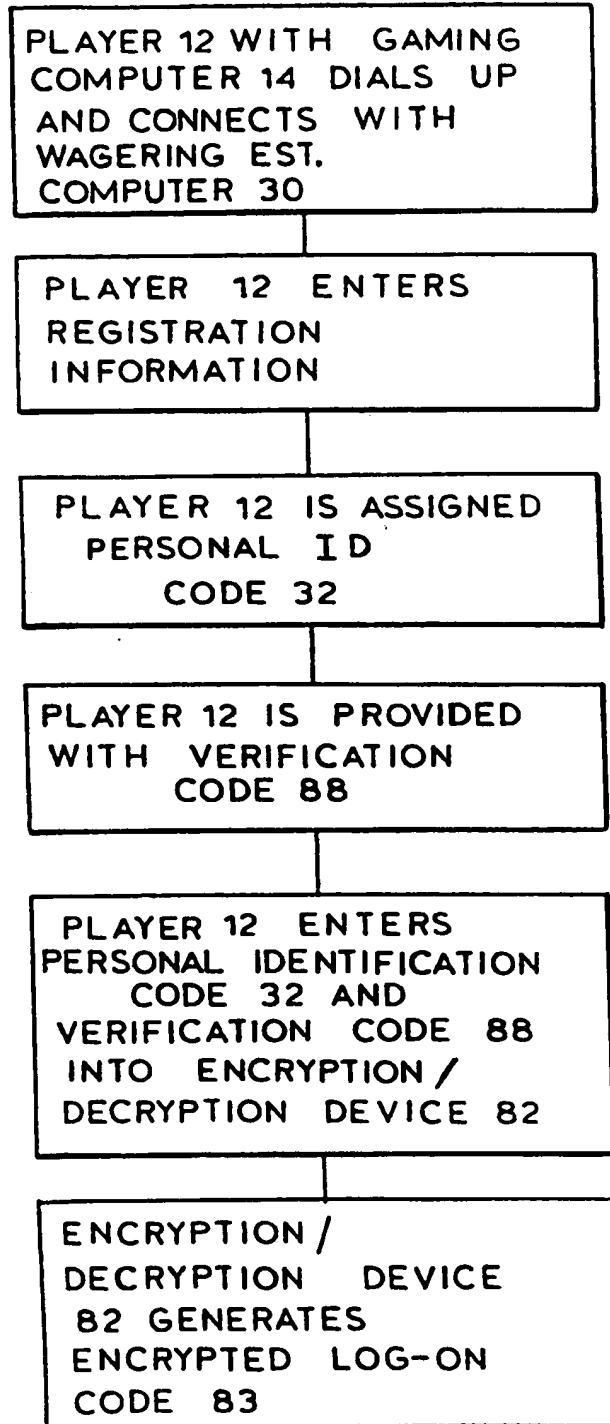 PLAYER 12 WITH GAMING
COMPUTER 14 DIALS UP
AND CONNECTS WITH
WAGERING EST.
COMPUTER 30
PLAYER 12 ENTERS
REGISTRATION
INFORMATION
PLAYER 12 IS ASSIGNED
PERSONAL ID
CODE 32
PLAYER 12 IS PROVIDED
WITH VERIFICATION
CODE 88
PLAYER 12 ENTERS
PERSONAL IDENTIFICATION
CODE 32 AND
VERIFICATION CODE 88
INTO ENCRYPTION/
DECRYPTION DEVICE 82
ENCRYPTION/
DECRYPTION DEVICE
82 GENERATES
ENCRYPTED LOG-ON
CODE 83